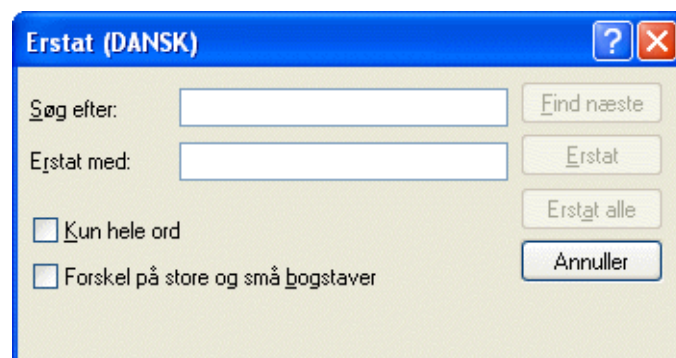 Erstat (DANSK)
Søg efter:
Find næste
Erstat med:
Erstat
Erstat alle
Kun hele ord
Annuller
Forskel på store og små bogstaver